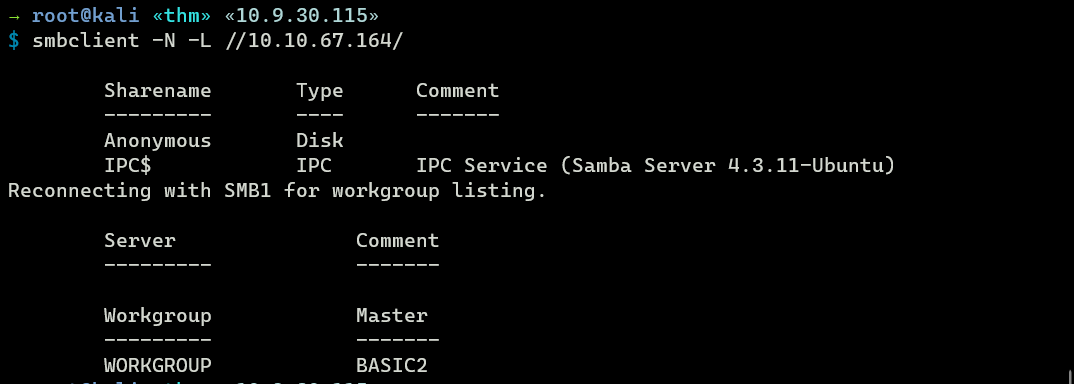 → root@kali «thm» «10.9.30.115»
$ smbclient -N -L //10.10.67.164/
Sharename Type Comment
--------- ---- -------
Anonymous Disk
IPC$ IPC IPC Service (Samba Server 4.3.11-Ubuntu)
Reconnecting with SMB1 for workgroup listing.
Server Comment
--------- -------
Workgroup Master
--------- -------
WORKGROUP BASIC2